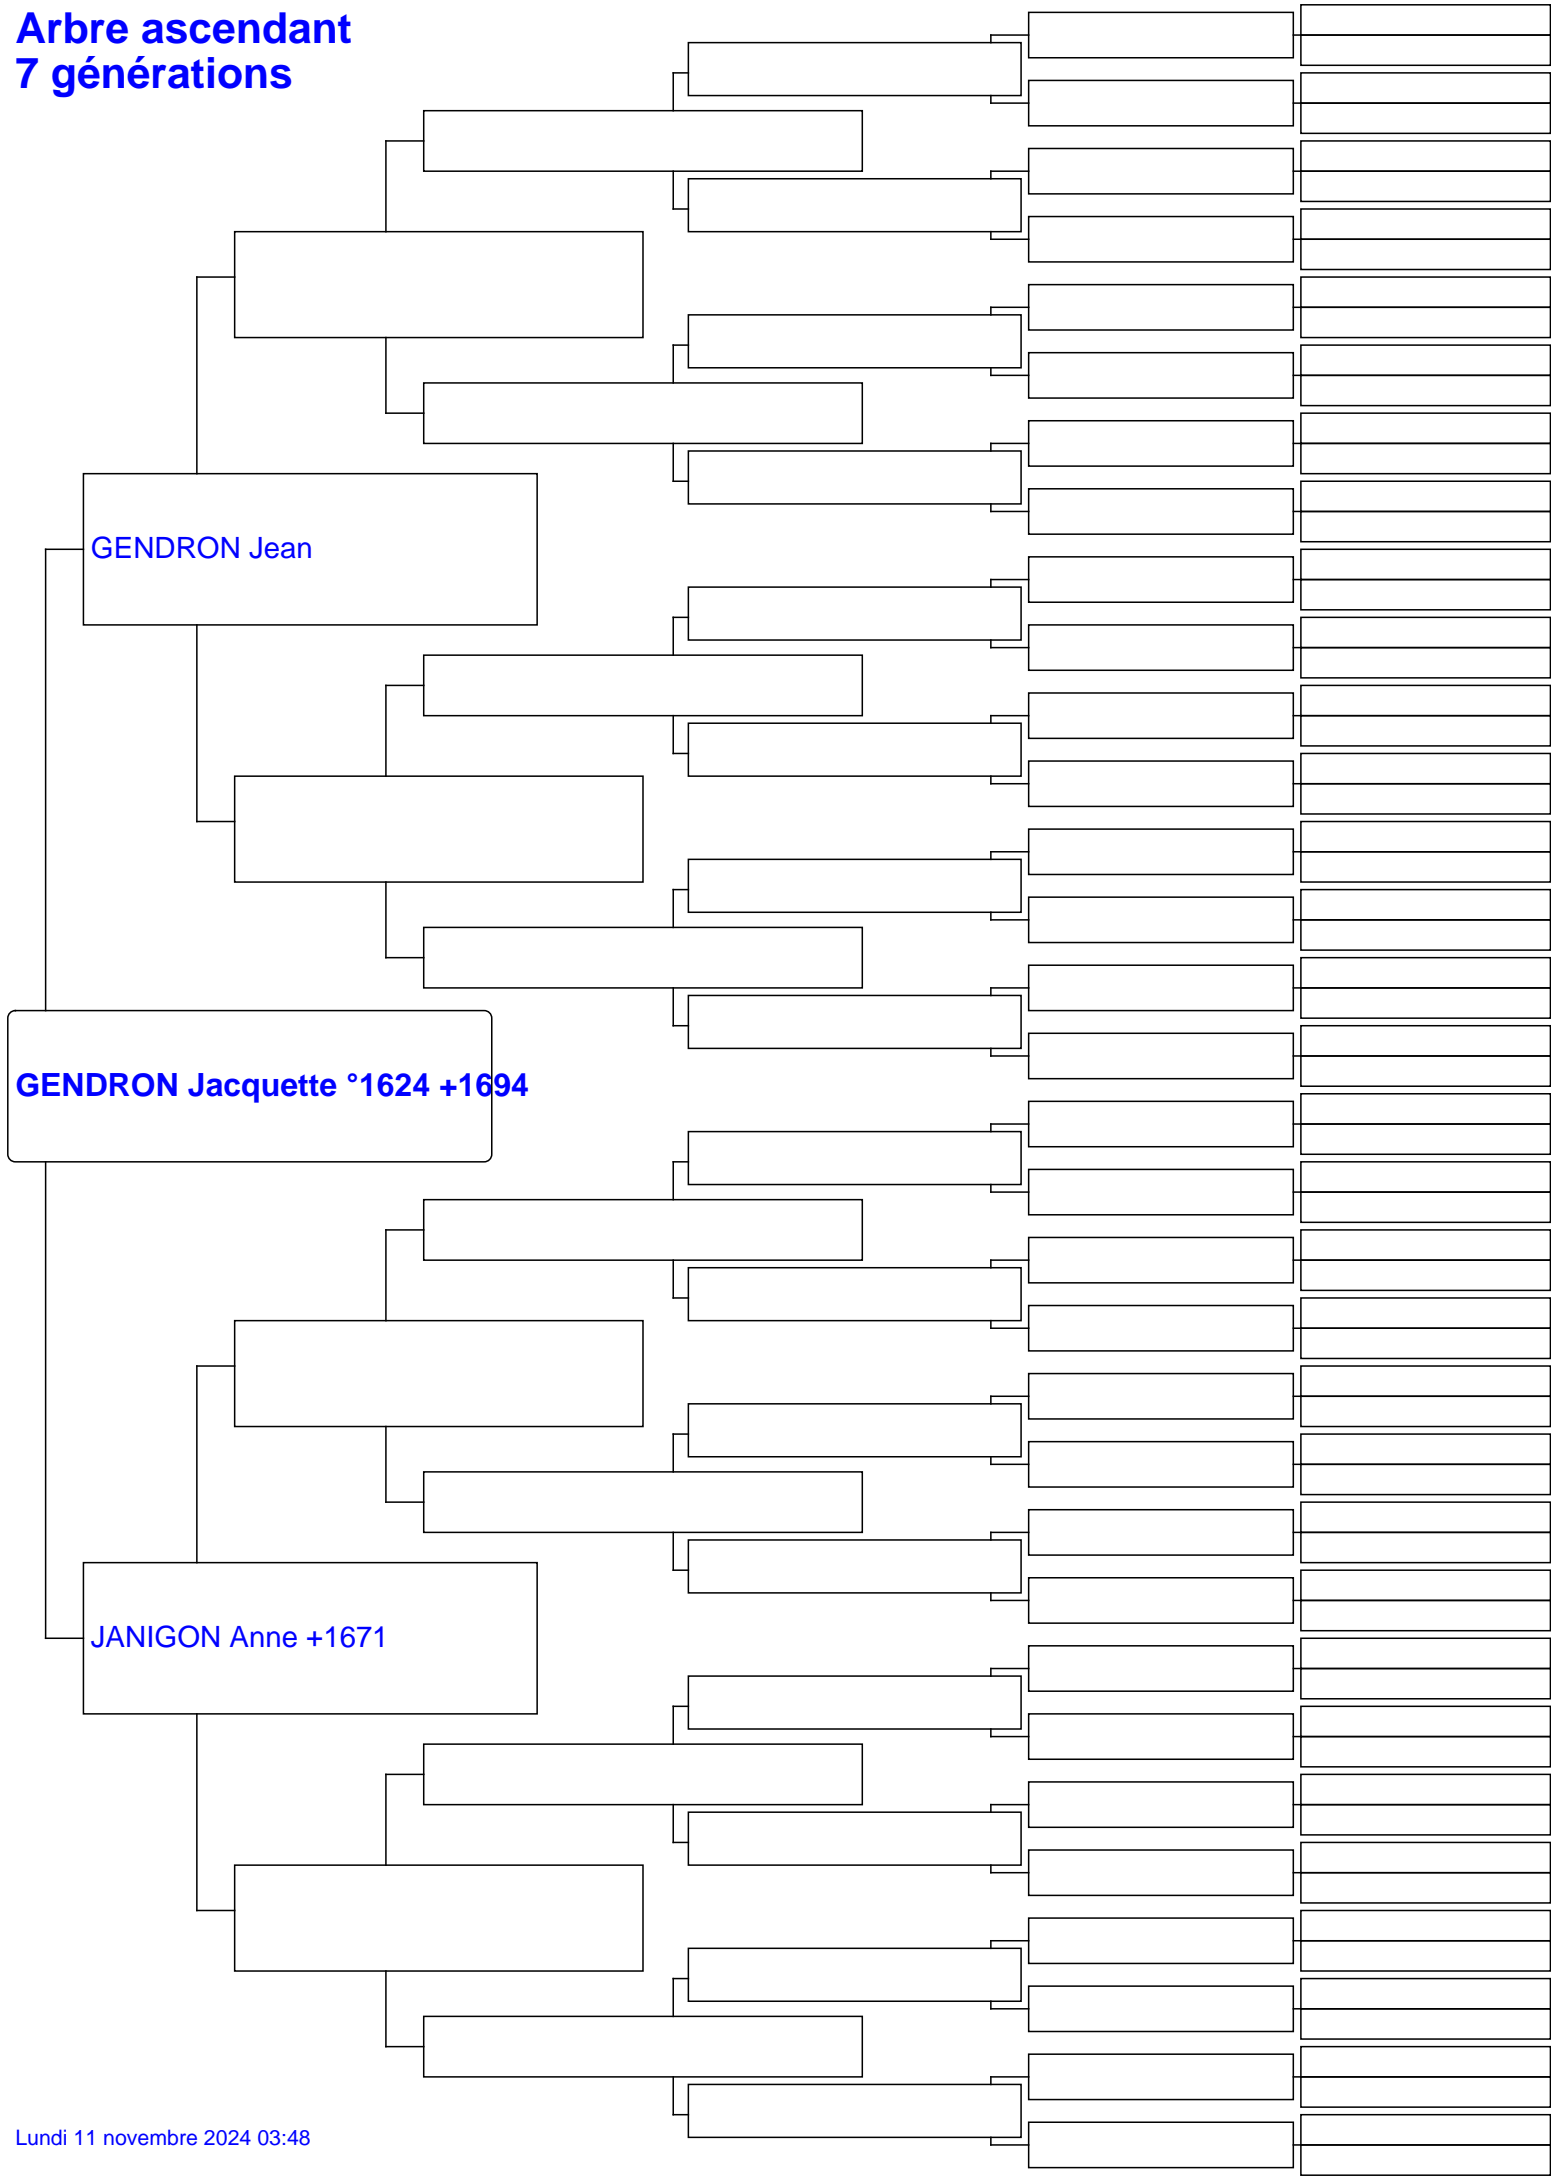 Arbre ascendant
7 générations
GENDRON Jean
GENDRON Jacquette °1624 +1694
JANIGON Anne +1671
Lundi 11 novembre 2024 03:48